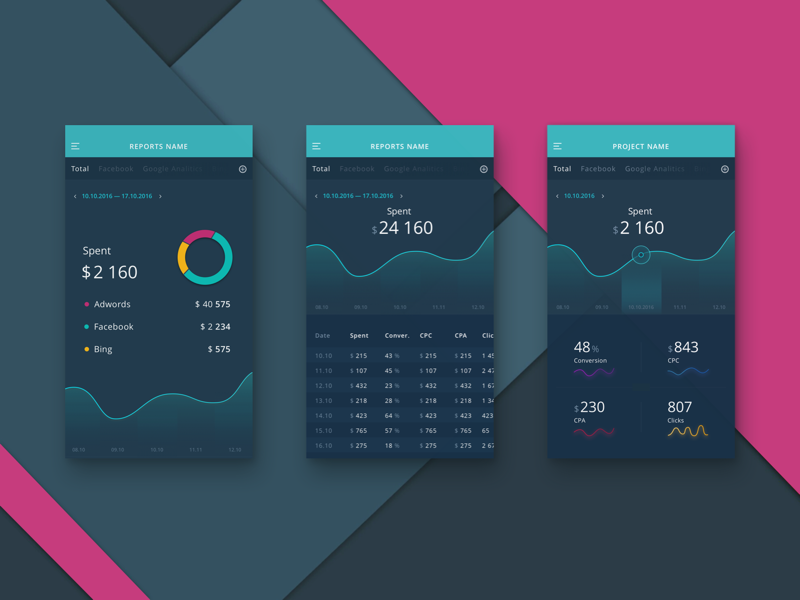 REPORTS NAME
Total Facebook Google Analitics
10.10.2016 — 17.10.2016
Spent
$2 160
Adwords $ 40 575
Facebook $ 2 234
Bing $ 575
08.10 09.10 10.10 11.11 12.10
REPORTS NAME
Total Facebook Google Analitics
10.10.2016 — 17.10.2016
Spent
$24 160
08.10 09.10 10.10 11.11 12.10
Date Spent Conver. CPC CPA Clic
10.10 $ 215 43 % $ 215 $ 215 1 45
11.10 $ 107 45 % $ 107 $ 107 2 47
12.10 $ 432 23 % $ 432 $ 432 1 67
13.10 $ 218 28 % $ 218 $ 218 1 34
14.10 $ 423 64 % $ 423 $ 423 423
15.10 $ 765 57 % $ 765 $ 765 65
16.10 $ 275 18 % $ 275 $ 275 2 67
PROJECT NAME
Total Facebook Google Analitics
10.10.2016
Spent
$2 160
08.10 09.10 10.10.2016 11.11 12.10
48% $843
Conversion CPC
$230 807
CPA Clicks